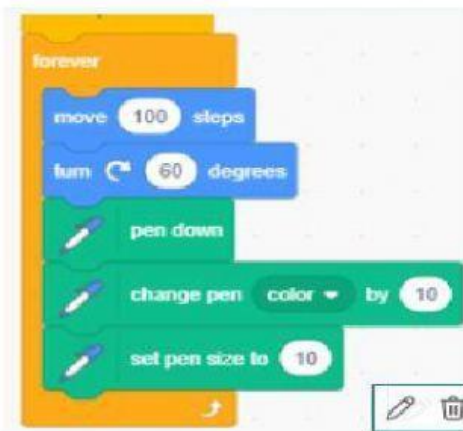 forever
move 100 steps
turn 60 degrees
pen down
change pen color by 10
set pen size to 10